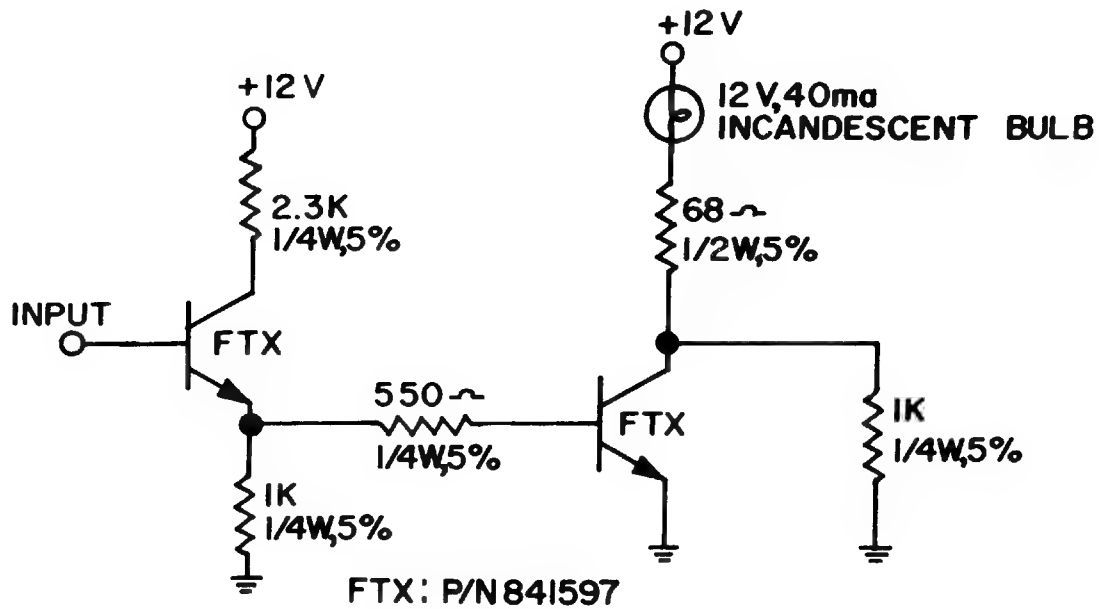 +12V
12V,40ma
INCANDESCENT BULB
+12V
2.3K
1/4W,5%
68 Ω
1/2W,5%
INPUT
FTX
550 Ω
1/4W,5%
FTX
1K
1/4W,5%
1K
1/4W,5%
FTX: P/N 841597